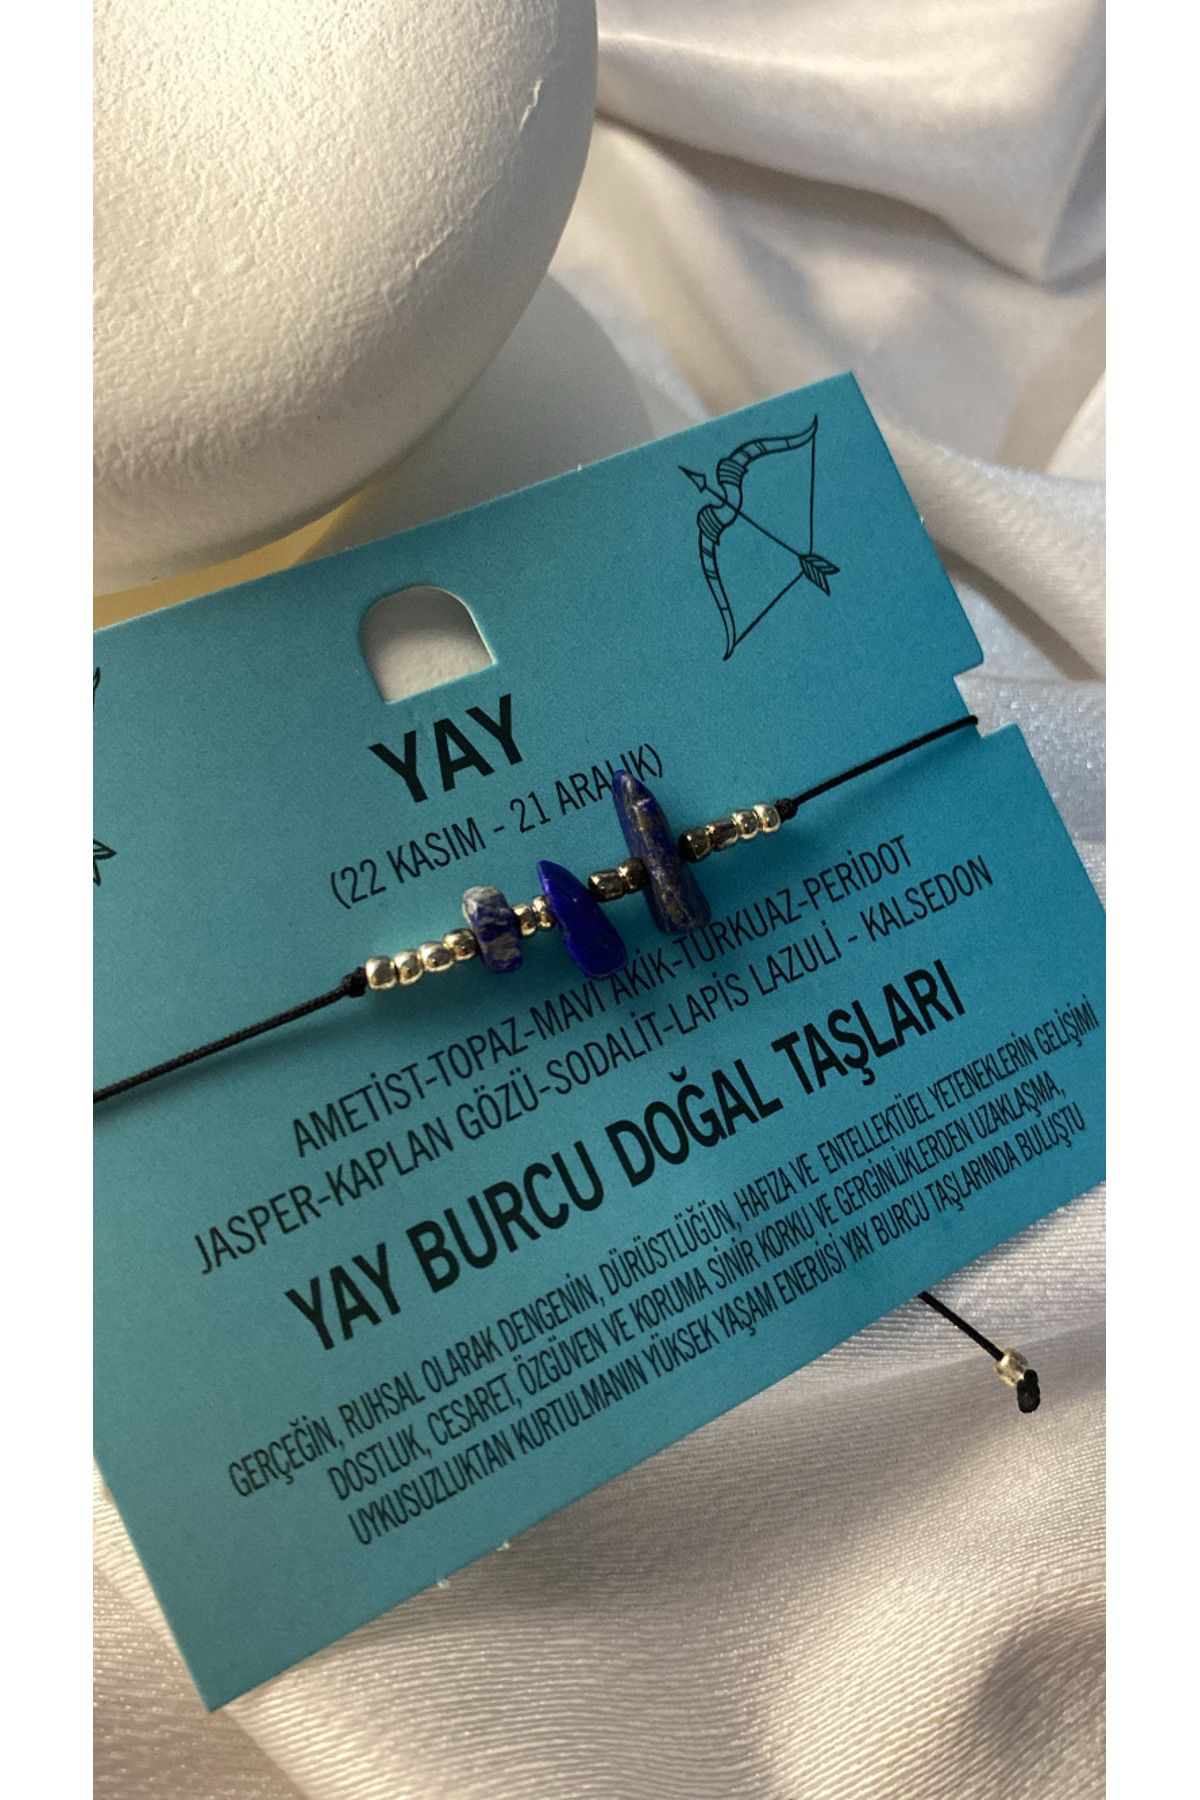 YAY
(22 KASIM - 21 ARALIK)
AMETİST-TOPAZ-MAVİ AKİK-TURKUAZ-PERİDOT
JASPER-KAPLAN GÖZÜ-SODALİT-LAPİS LAZULİ - KALSEDON
YAY BURCU DOĞAL TAŞLARI
GERÇEĞİN, RUHSAL OLARAK DENGENİN, DÜRÜSTLÜĞÜN, HAFIZA VE ENTELLEKTÜEL YETENEKLERİN GELİŞİMİ
DOSTLUK, CESARET, ÖZGÜVEN VE KORUMA SİNİR KORKU VE GERGİNLİKLERDEN UZAKLAŞMA,
UYKUSUZLUKTAN KURTULMANIN YÜKSEK YAŞAM ENERJİSİ YAY BURCU TAŞLARINDA BULUŞTU